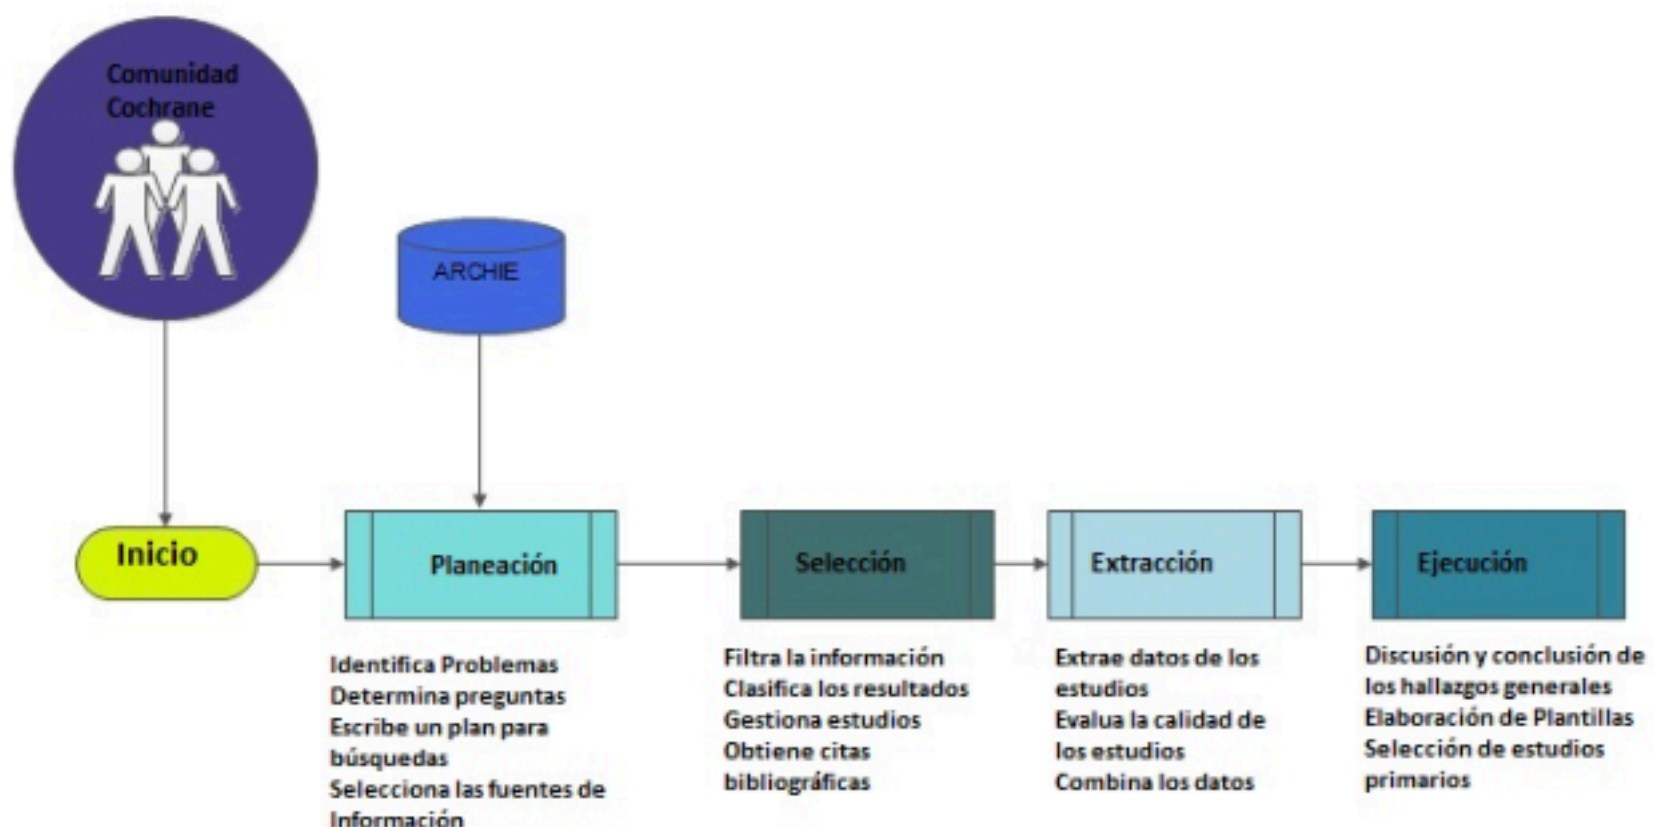 Comunidad
Cochrane
ARCHIE
Inicio
Planeación
Selección
Extracción
Ejecución
Identifica Problemas
Determina preguntas
Escribe un plan para
búsquedas
Selecciona las fuentes de
Información
Filtra la información
Clasifica los resultados
Gestiona estudios
Obtiene citas
bibliográficas
Extrae datos de los
estudios
Evalua la calidad de
los estudios
Combina los datos
Discusión y conclusión de
los hallazgos generales
Elaboración de Plantillas
Selección de estudios
primarios